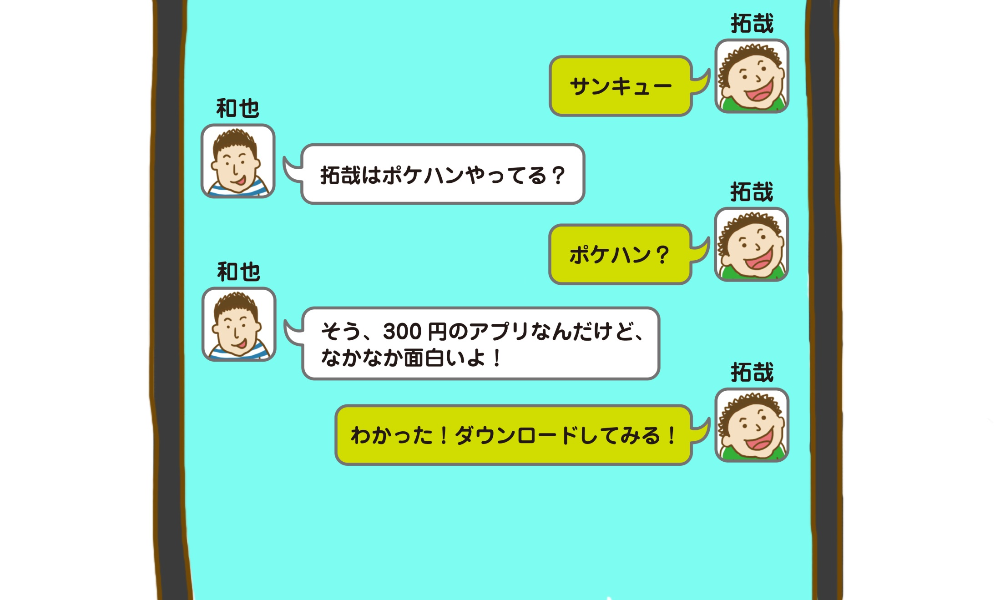 拓哉
サンキュー
和也
拓哉はポケハンやってる？
拓哉
ポケハン？
和也
そう、300円のアプリなんだけど、
なかなか面白いよ！
拓哉
わかった！ダウンロードしてみる！